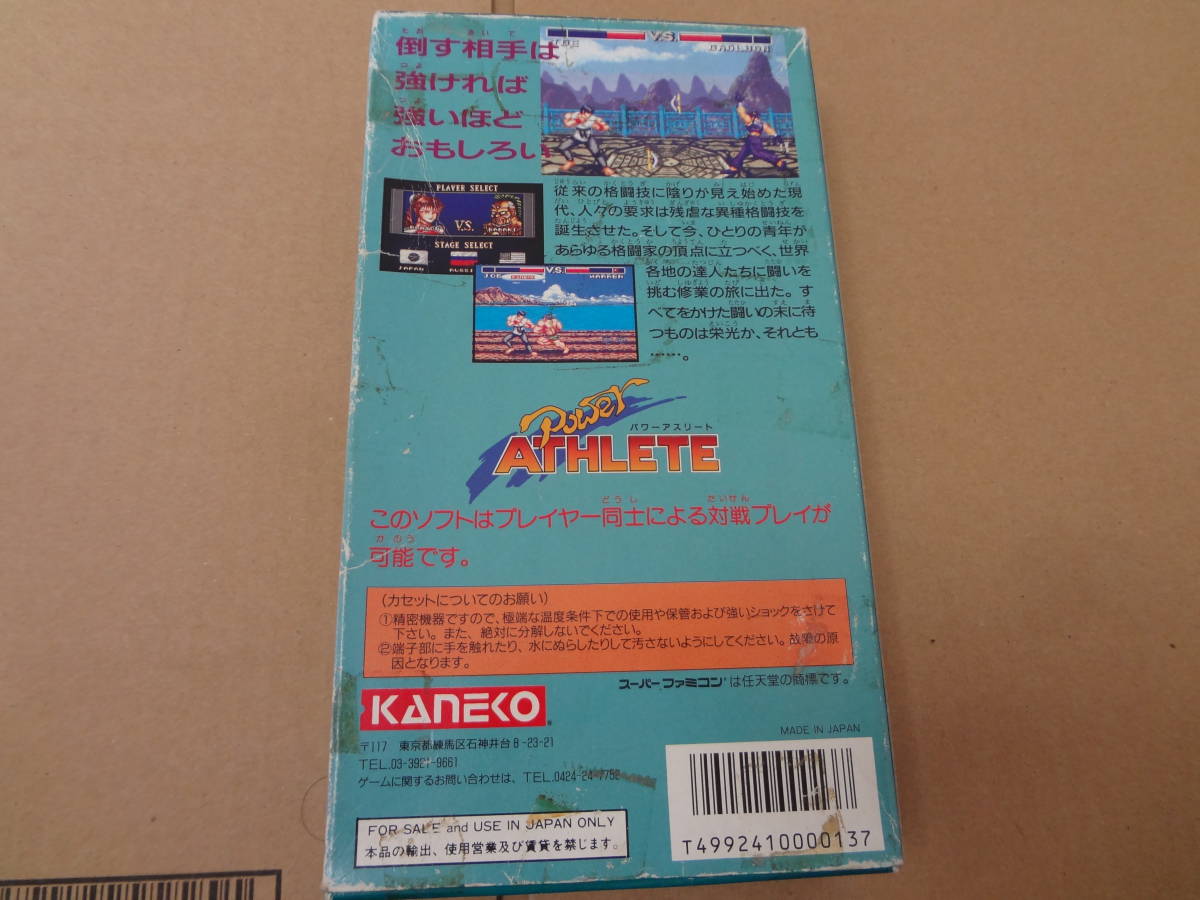 倒す相手は
強ければ
強いほど
おもしろい
JOE V.S.
PLAYER SELECT
V.S.
STAGE SELECT
JAPAN
JOE KANEKO V.S. WARREN
従来の格闘技に陰りが見え始めた現
代、人々の要求は残虐な異種格闘技を
誕生させた。そして今、ひとりの青年が
あらゆる格闘家の頂点に立つべく、世界
各地の達人たちに闘いを
挑む修業の旅に出た。す
べてをかけた闘いの末に待
つものは栄光か、それとも
……。
Power
パワーアスリート
ATHLETE
このソフトはプレイヤー同士による対戦プレイが
可能です。
(カセットについてのお願い)
①精密機器ですので、極端な温度条件下での使用や保管および強いショックをさけて
下さい。また、絶対に分解しないでください。
②端子部に手を触れたり、水にぬらしたりして汚さないようにしてください。故障の原
因となります。
スーパーファミコンは任天堂の商標です。
KANEKO
MADE IN JAPAN
〒117 東京都練馬区石神井台8-23-21
TEL.03-3921-9661
ゲームに関するお問い合わせは、TEL.0424-24-7752
FOR SALE and USE IN JAPAN ONLY
本品の輸出、使用営業及び賃貸を禁じます。
T4992410000137